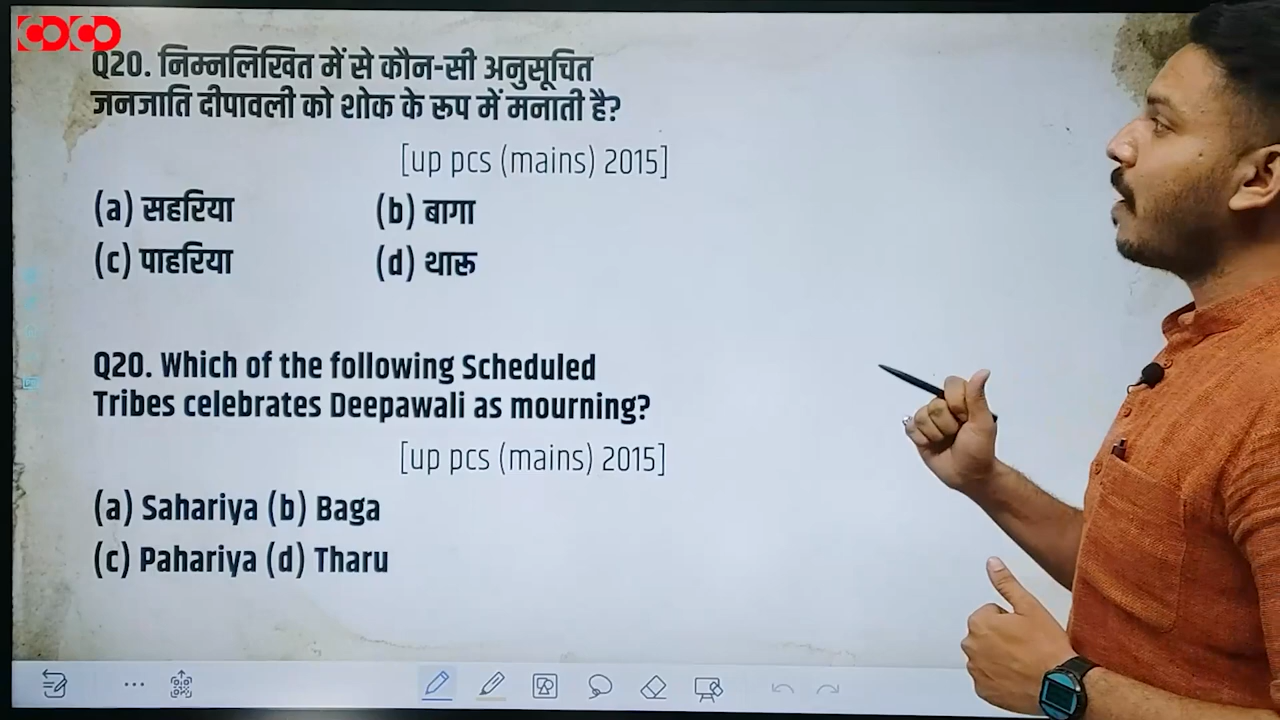 COCO
Q20. निम्नलिखित में से कौन-सी अनुसूचित
जनजाति दीपावली को शोक के रूप में मनाती है?
[up pcs (mains) 2015]
(a) सहरिया (b) बागा
(c) पाहरिया (d) थारू
Q20. Which of the following Scheduled
Tribes celebrates Deepawali as mourning?
[up pcs (mains) 2015]
(a) Sahariya (b) Baga
(c) Pahariya (d) Tharu